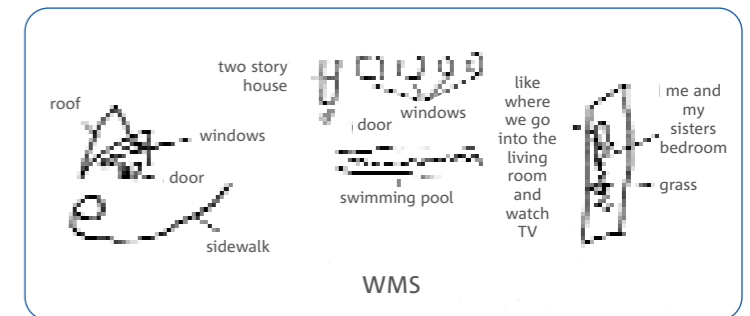 roof
windows
door
sidewalk
two story
house
windows
door
swimming pool
like
where
we go
into the
living
room
and
watch
TV
me and
my
sisters
bedroom
grass
WMS